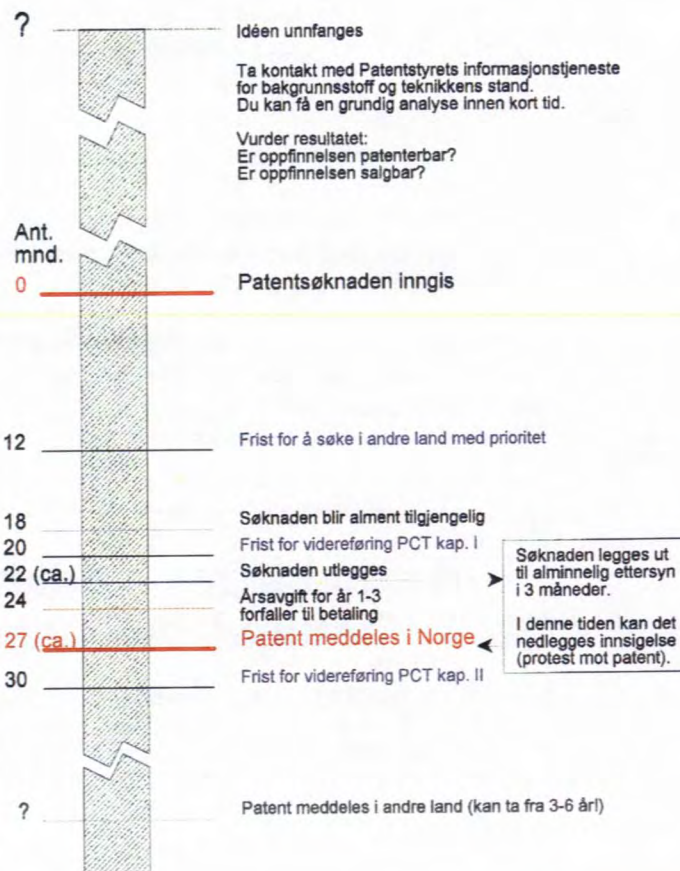 ?
Idéen unnfanges
Ta kontakt med Patentstyrets informasjonstjeneste
for bakgrunnsstoff og teknikkens stand.
Du kan få en grundig analyse innen kort tid.
Vurder resultatet:
Er oppfinnelsen patenterbar?
Er oppfinnelsen salgbar?
Ant.
mnd.
0 Patentsøknaden inngis
12 Frist for å søke i andre land med prioritet
18 Søknaden blir alment tilgjengelig
20 Frist for videreføring PCT kap. I
22 (ca.) Søknaden utlegges
24 Årsavgift for år 1-3
forfaller til betaling
27 (ca.) Patent meddeles i Norge
30 Frist for videreføring PCT kap. II
Søknaden legges ut
til alminnelig ettersyn
i 3 måneder.
I denne tiden kan det
nedlegges innsigelse
(protest mot patent).
? Patent meddeles i andre land (kan ta fra 3-6 år!)